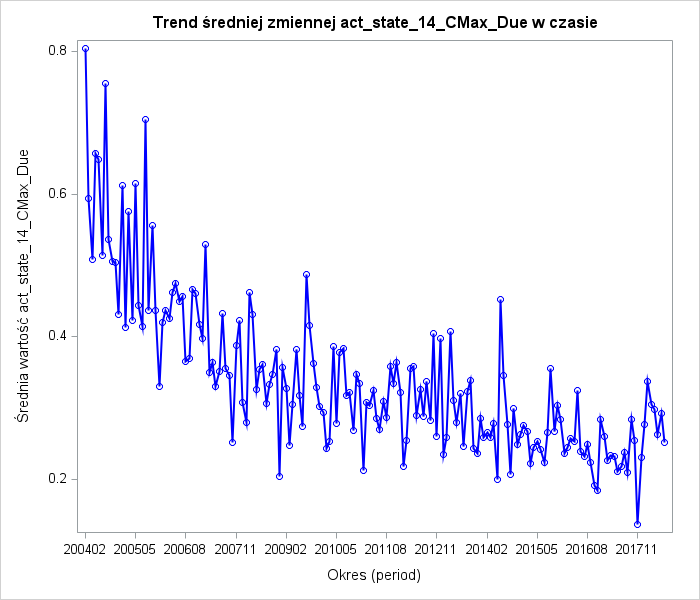 Trend średniej zmiennej act_state_14_CMax_Due w czasie
Średnia wartość act_state_14_CMax_Due
0.8
0.6
0.4
0.2
200402 200505 200608 200711 200902 201005 201108 201211 201402 201505 201608 201711
Okres (period)